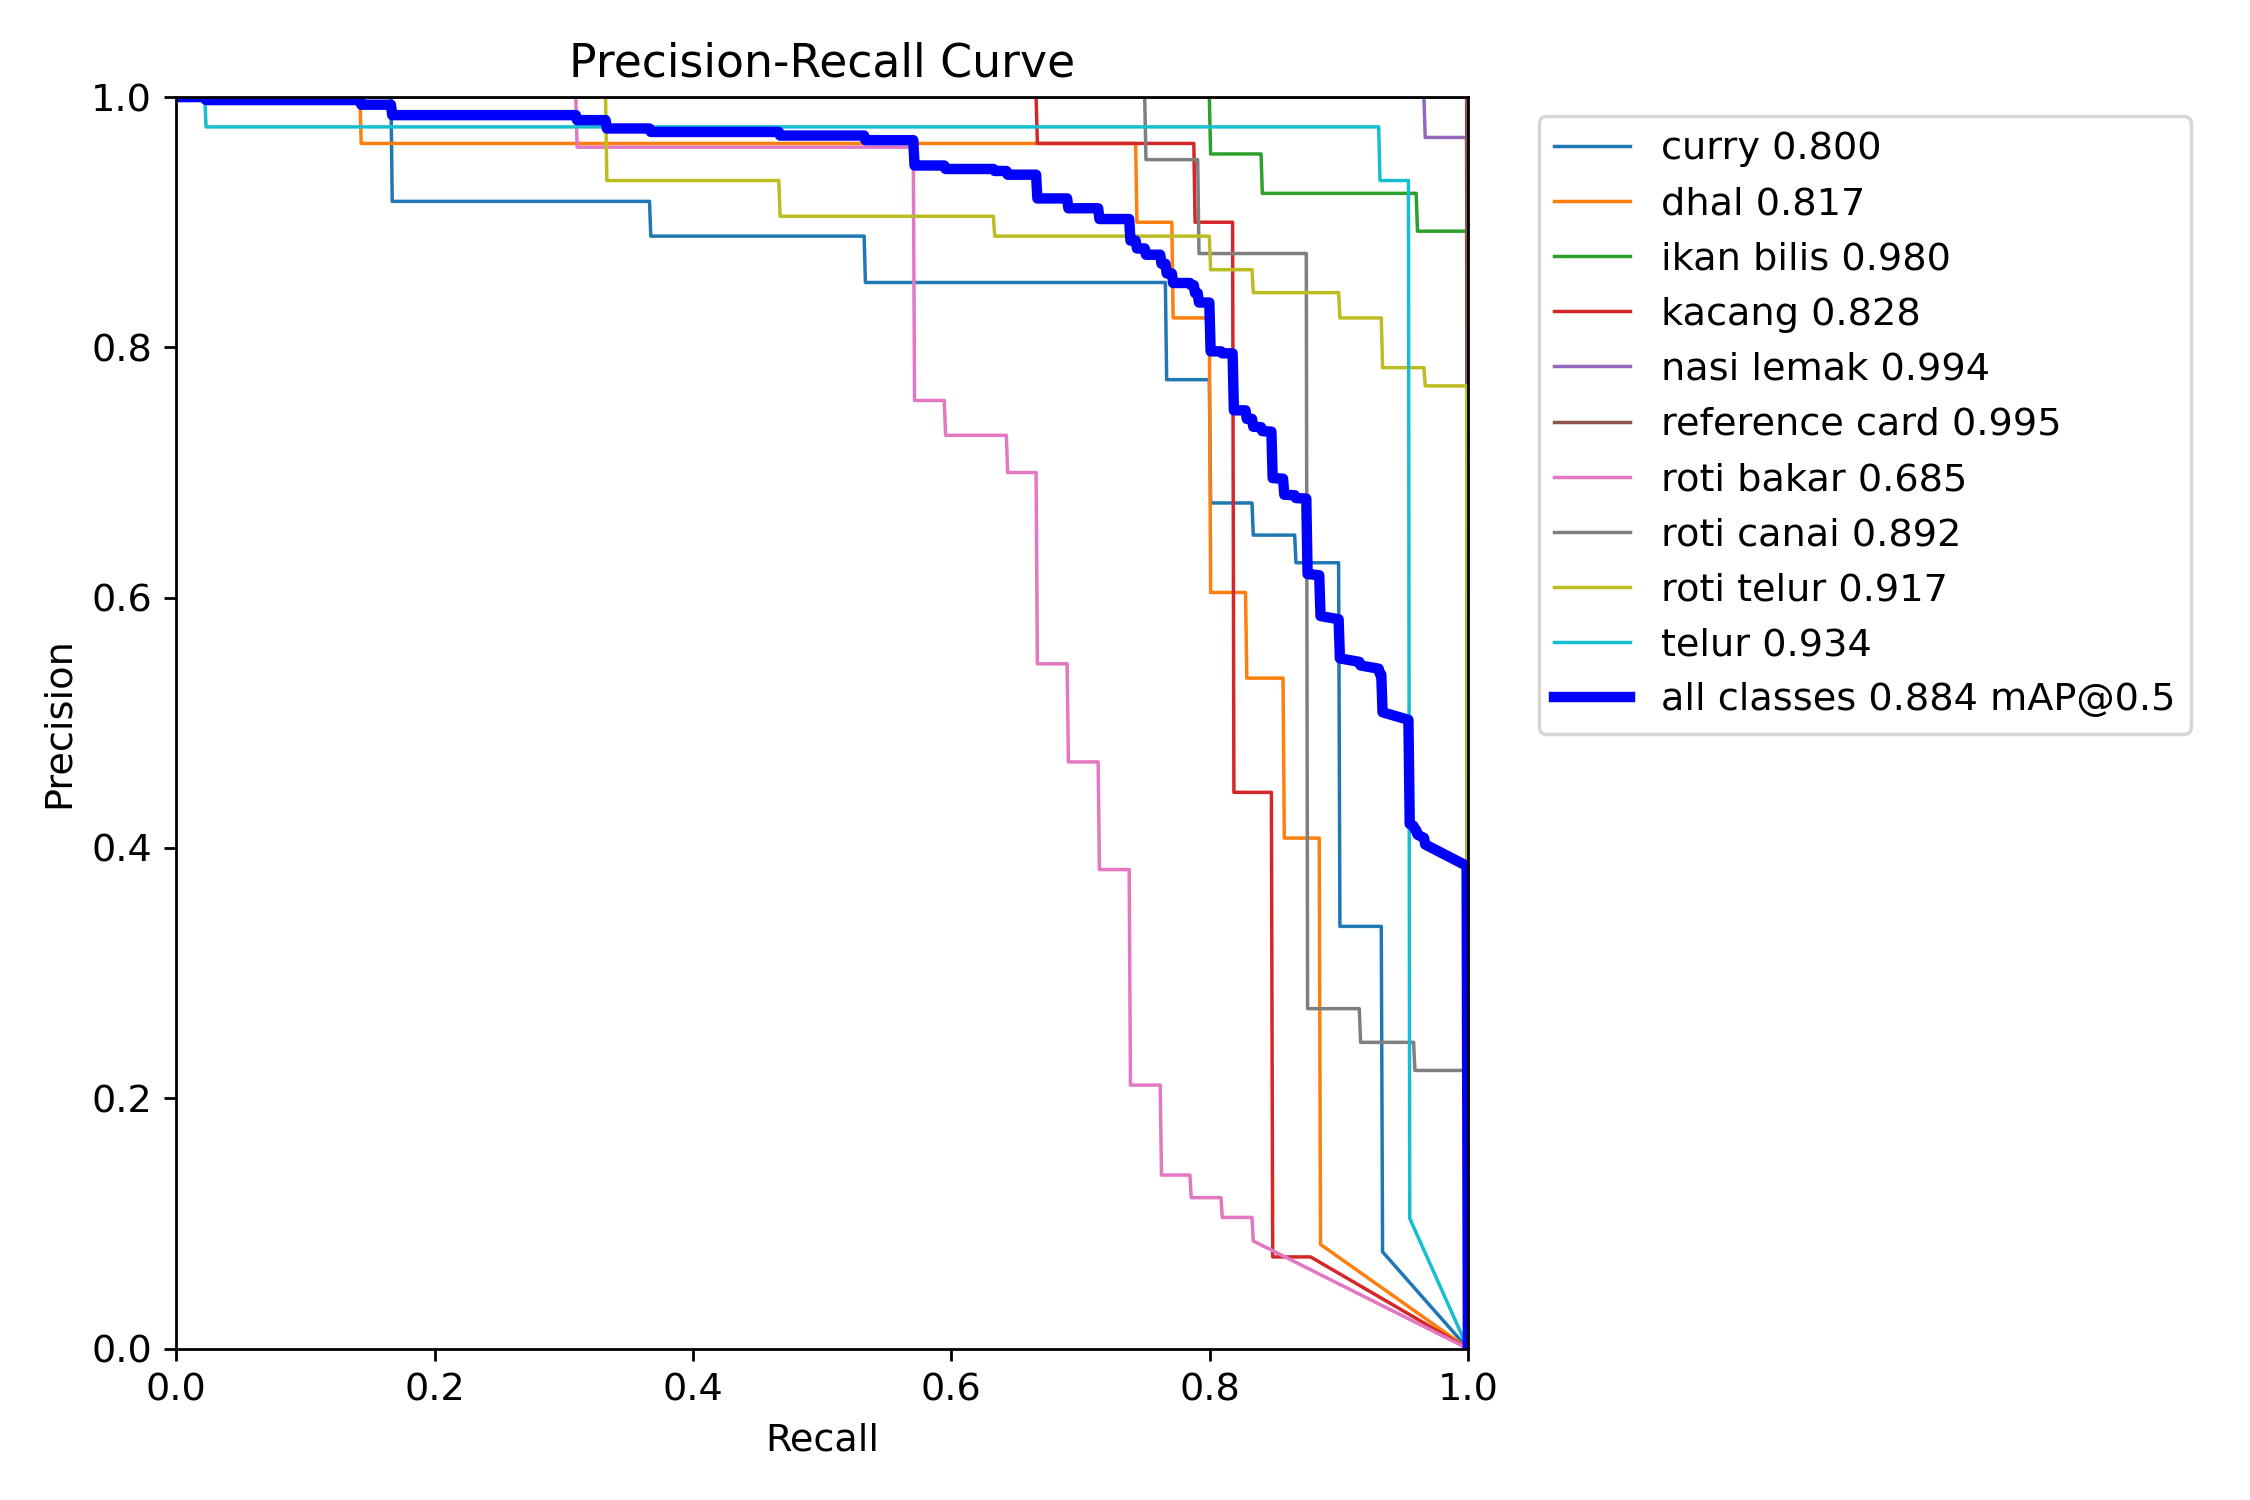 Precision-Recall Curve
1.0
0.8
0.6
0.4
0.2
0.0
Precision
0.0 0.2 0.4 0.6 0.8 1.0
Recall
curry 0.800
dhal 0.817
ikan bilis 0.980
kacang 0.828
nasi lemak 0.994
reference card 0.995
roti bakar 0.685
roti canai 0.892
roti telur 0.917
telur 0.934
all classes 0.884 mAP@0.5